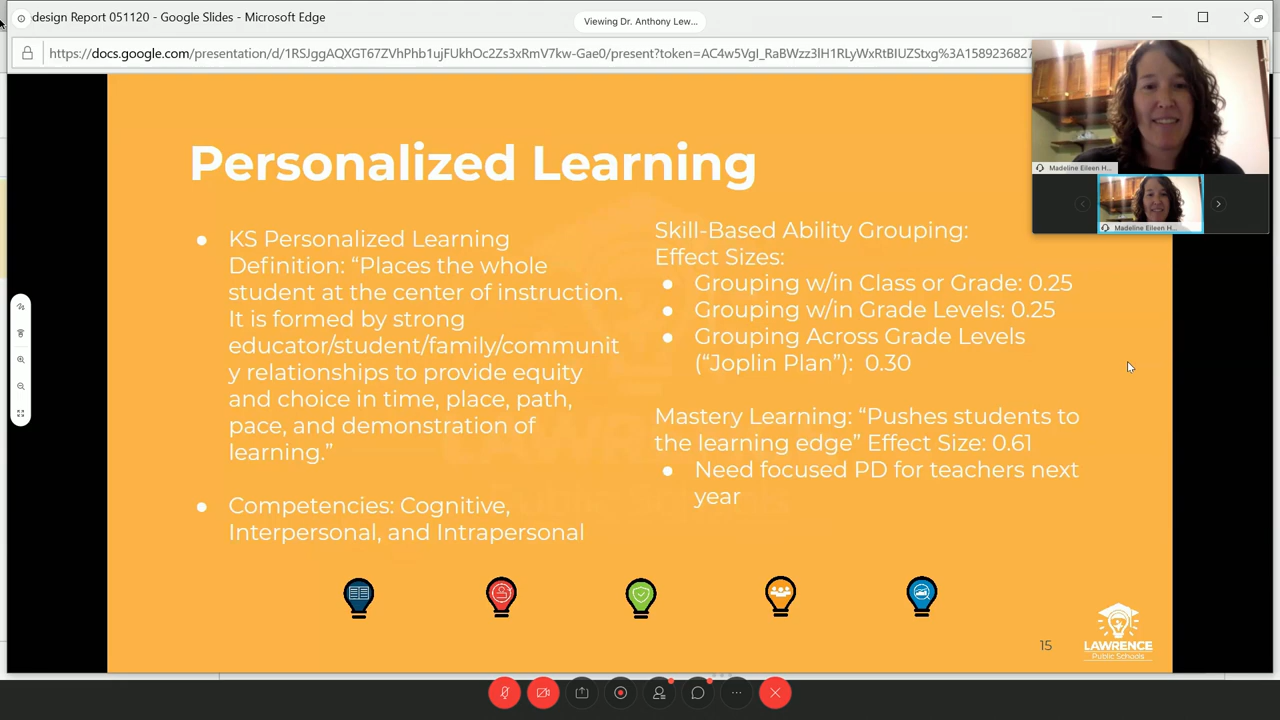 design Report 051120 - Google Slides - Microsoft Edge
Viewing Dr. Anthony Lew...
https://docs.google.com/presentation/d/1RSJggAQXGT67ZVhPhb1ujFUkhOc2Zs3xRmV7kw-Gae0/present?token=AC4w5VgI_RaBWzz3lH1RLyWxRtBIUZStxg%3A1589236827
Madeline Eileen H...
Madeline Eileen H...
Personalized Learning
● KS Personalized Learning
Definition: “Places the whole
student at the center of instruction.
It is formed by strong
educator/student/family/communit
y relationships to provide equity
and choice in time, place, path,
pace, and demonstration of
learning.”
● Competencies: Cognitive,
Interpersonal, and Intrapersonal
Skill-Based Ability Grouping:
Effect Sizes:
● Grouping w/in Class or Grade: 0.25
● Grouping w/in Grade Levels: 0.25
● Grouping Across Grade Levels
(“Joplin Plan”): 0.30
Mastery Learning: “Pushes students to
the learning edge” Effect Size: 0.61
● Need focused PD for teachers next
year
15
LAWRENCE
Public Schools